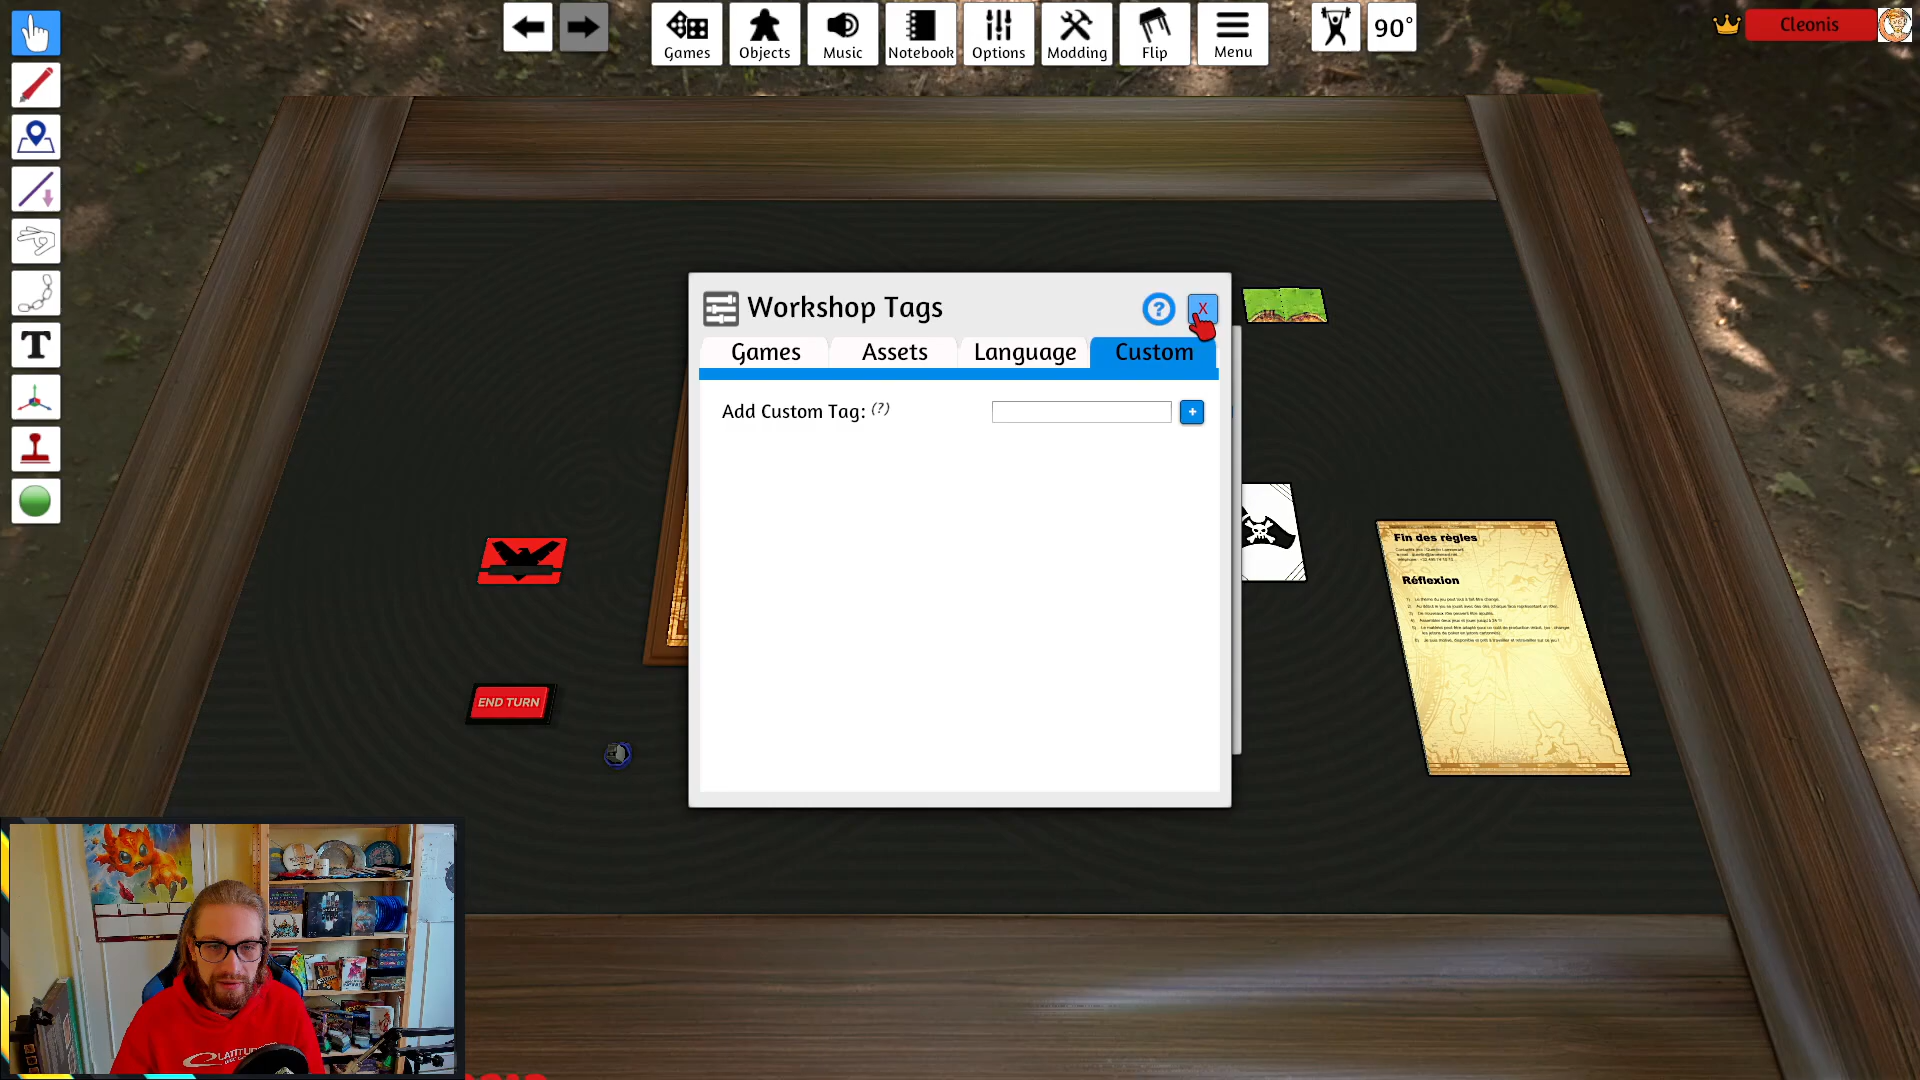 Games
Objects
Music
Notebook
Options
Modding
Flip
Menu
90°
Cleonis
Workshop Tags
?
X
Games
Assets
Language
Custom
Add Custom Tag: (?)
+
T
END TURN
Fin des règles
Réflexion